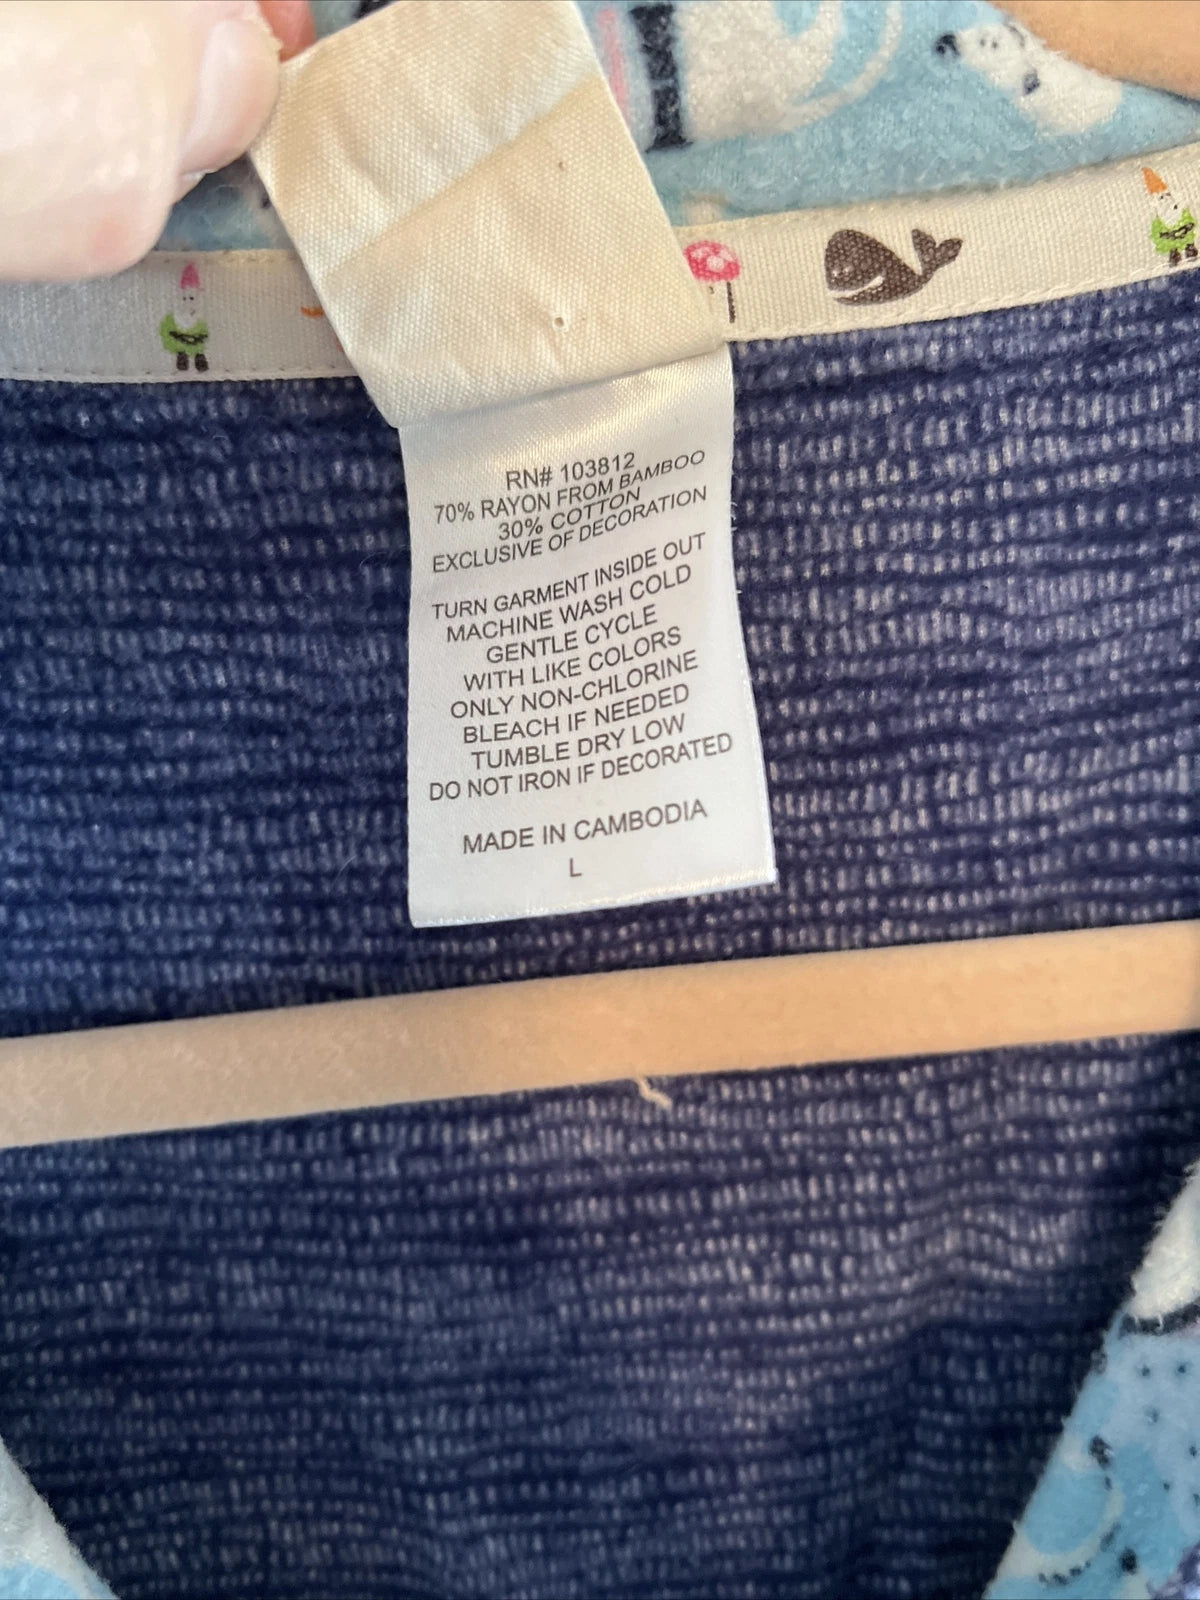 RN# 103812
70% RAYON FROM BAMBOO
30% COTTON
EXCLUSIVE OF DECORATION
TURN GARMENT INSIDE OUT
MACHINE WASH COLD
GENTLE CYCLE
WITH LIKE COLORS
ONLY NON-CHLORINE
BLEACH IF NEEDED
TUMBLE DRY LOW
DO NOT IRON IF DECORATED
MADE IN CAMBODIA
L